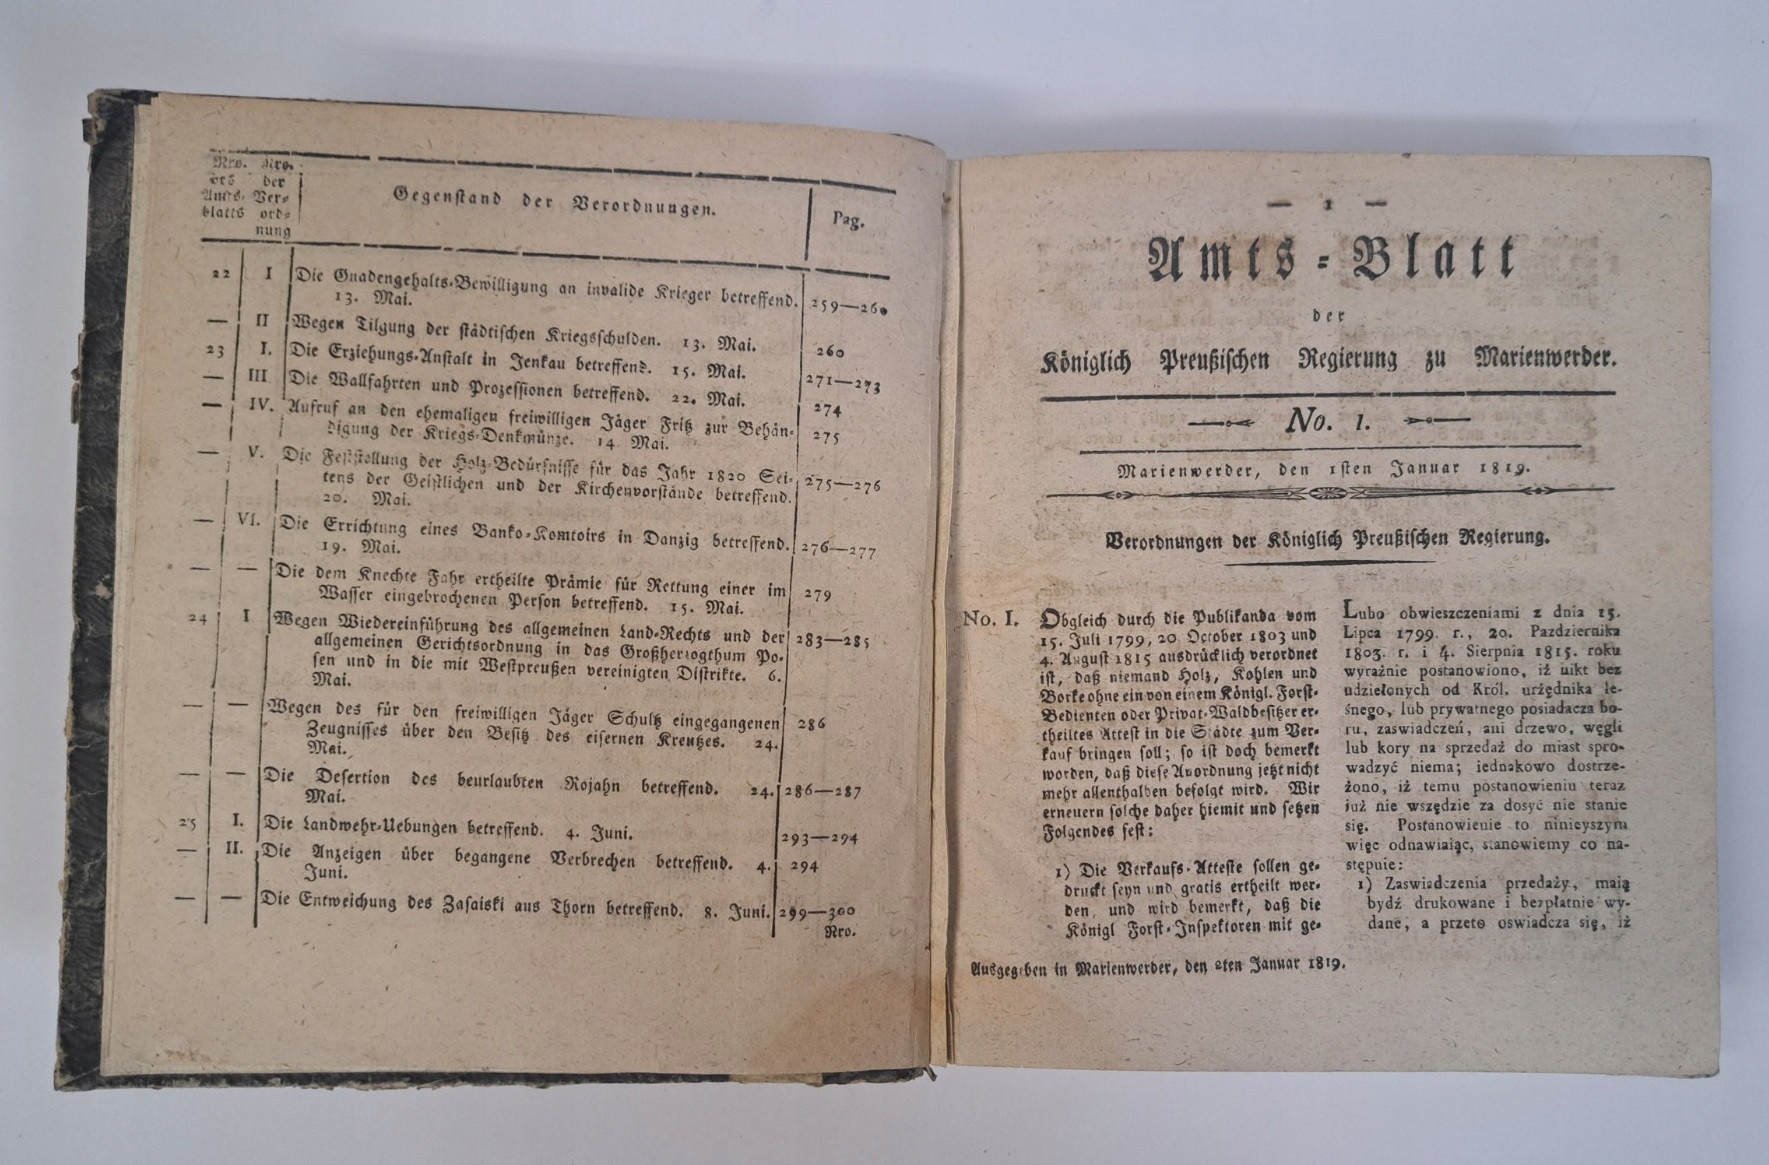 Nro. Nro.
des der
Amts- Ver-
blatts ord-
nung
Gegenstand der Verordnungen.
Pag.
22 I Die Gnadengehalts-Bewilligung an invalide Krieger betreffend.
13. Mai. 259—260
— II Wegen Tilgung der städtischen Kriegsschulden. 13. Mai. 260
23 I. Die Erziehungs-Anstalt in Jenkau betreffend. 15. Mai. 271—273
— III Die Wallfahrten und Prozessionen betreffend. 22. Mai. 274
— IV. Aufruf an den ehemaligen freiwilligen Jäger Fritz zur Behän-
digung der Kriegs-Denkmünze. 14 Mai. 275
— V. Die Feststellung der Holz-Bedürfnisse für das Jahr 1820 Sei-
tens der Geistlichen und der Kirchenvorstände betreffend. 275—276
20. Mai.
— VI. Die Errichtung eines Banko-Komtoirs in Danzig betreffend.
19. Mai. 276—277
— — Die dem Knechte Fahr ertheilte Prämie für Rettung einer im
Wasser eingebrochenen Person betreffend. 15. Mai. 279
24 I Wegen Wiedereinführung des allgemeinen Land-Rechts und der
allgemeinen Gerichtsordnung in das Großherzogthum Po- 283—285
sen und in die mit Westpreußen vereinigten Distrikte. 6.
Mai.
— — Wegen des für den freiwilligen Jäger Schultz eingegangenen
Zeugnisses über den Besitz des eisernen Kreutzes. 24. 286
Mai.
— — Die Desertion des beurlaubten Rojahn betreffend. 24. 286—287
Mai.
25 I. Die Landwehr-Uebungen betreffend. 4. Juni. 293—294
— II. Die Anzeigen über begangene Verbrechen betreffend. 4. 294
Juni.
— — Die Entweichung des Zasaiski aus Thorn betreffend. 8. Juni. 299—300
Nro.
— 1 —
Amts-Blatt
der
Königlich Preußischen Regierung zu Marienwerder.
No. 1.
Marienwerder, den 1sten Januar 1819.
Verordnungen der Königlich Preußischen Regierung.
No. I. Obgleich durch die Publikanda vom
15. Juli 1799, 20. October 1803 und
4. August 1815 ausdrücklich verordnet
ist, daß niemand Holz, Kohlen und
Borke ohne ein von einem Königl. Forst-
Bedienten oder Privat-Waldbesitzer er-
theiltes Attest in die Städte zum Ver-
kauf bringen soll; so ist doch bemerkt
worden, daß diese Anordnung jetzt nicht
mehr allenthalben befolgt wird. Wir
erneuern solche daher hiemit und setzen
Folgendes fest:
1) Die Verkaufs-Atteste sollen ge-
druckt seyn und gratis ertheilt wer-
den, und wird bemerkt, daß die
Königl Forst-Inspektoren mit ge-
Lubo obwieszczeniami z dnia 15.
Lipca 1799. r., 20. Pazdziernika
1803. r. i 4. Sierpnia 1815. roku
wyraźnie postanowiono, iż nikt bez
udzielonych od Król. urzędnika le-
śnego, lub prywatnego posiadacza bo-
ru, zaswiadczeń, ani drzewo, węgli
lub kory na sprzedaż do miast spro-
wadzyć niema; iednakowo dostrze-
żono, iż temu postanowieniu teraz
iuż nie wszędzie za dosyć nie stanie
się. Postanowienie to ninieyszym
więc odnawiaiąc, stanowiemy co na-
stępuie:
1) Zaswiadczenia przedaży, maią
bydź drukowane i bezpłatnie wy-
dane, a przeto oswiadcza się, iż
Ausgegeben in Marienwerder, den 2ten Januar 1819.